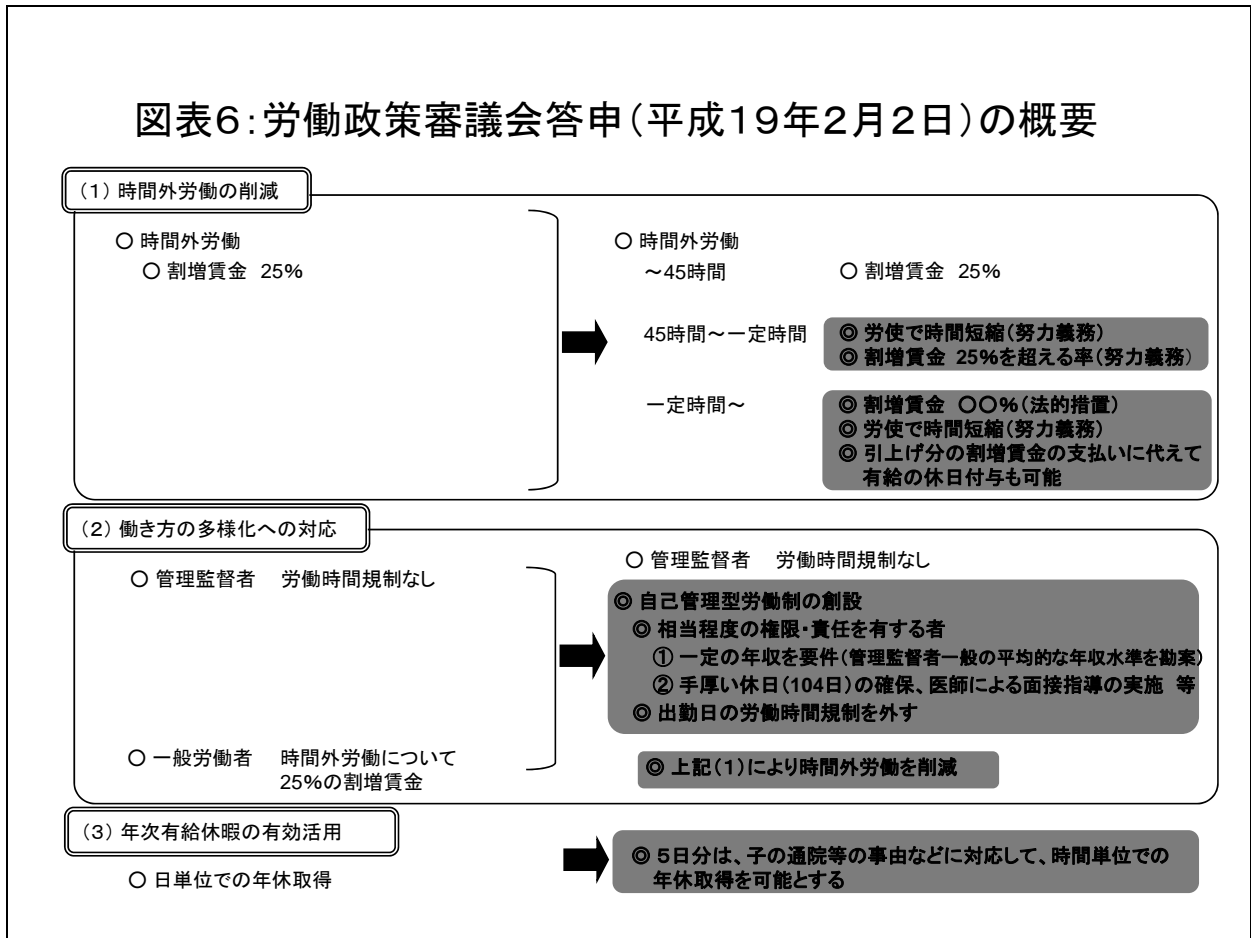 図表6:労働政策審議会答申(平成19年2月2日)の概要
(1) 時間外労働の削減
○ 時間外労働
○ 割増賃金 25%
○ 時間外労働
～45時間 ○ 割増賃金 25%
45時間～一定時間 ◎ 労使で時間短縮(努力義務)
◎ 割増賃金 25%を超える率(努力義務)
一定時間～ ◎ 割増賃金 ○○%(法的措置)
◎ 労使で時間短縮(努力義務)
◎ 引上げ分の割増賃金の支払いに代えて
有給の休日付与も可能
(2) 働き方の多様化への対応
○ 管理監督者 労働時間規制なし
○ 一般労働者 時間外労働について
25%の割増賃金
○ 管理監督者 労働時間規制なし
◎ 自己管理型労働制の創設
◎ 相当程度の権限・責任を有する者
① 一定の年収を要件(管理監督者一般の平均的な年収水準を勘案)
② 手厚い休日(104日)の確保、医師による面接指導の実施 等
◎ 出勤日の労働時間規制を外す
◎ 上記(1)により時間外労働を削減
(3) 年次有給休暇の有効活用
○ 日単位での年休取得
◎ 5日分は、子の通院等の事由などに対応して、時間単位での
年休取得を可能とする